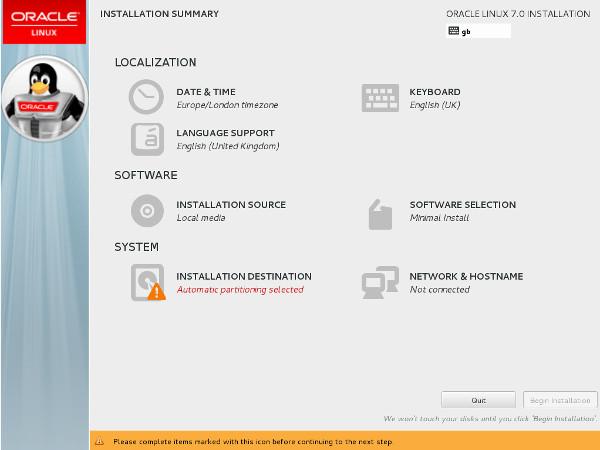 ORACLE
LINUX
ORACLE
INSTALLATION SUMMARY
ORACLE LINUX 7.0 INSTALLATION
gb
LOCALIZATION
DATE & TIME
Europe/London timezone
KEYBOARD
English (UK)
LANGUAGE SUPPORT
English (United Kingdom)
SOFTWARE
INSTALLATION SOURCE
Local media
SOFTWARE SELECTION
Minimal Install
SYSTEM
INSTALLATION DESTINATION
Automatic partitioning selected
NETWORK & HOSTNAME
Not connected
Quit
Begin Installation
We won't touch your disks until you click 'Begin Installation'.
Please complete items marked with this icon before continuing to the next step.